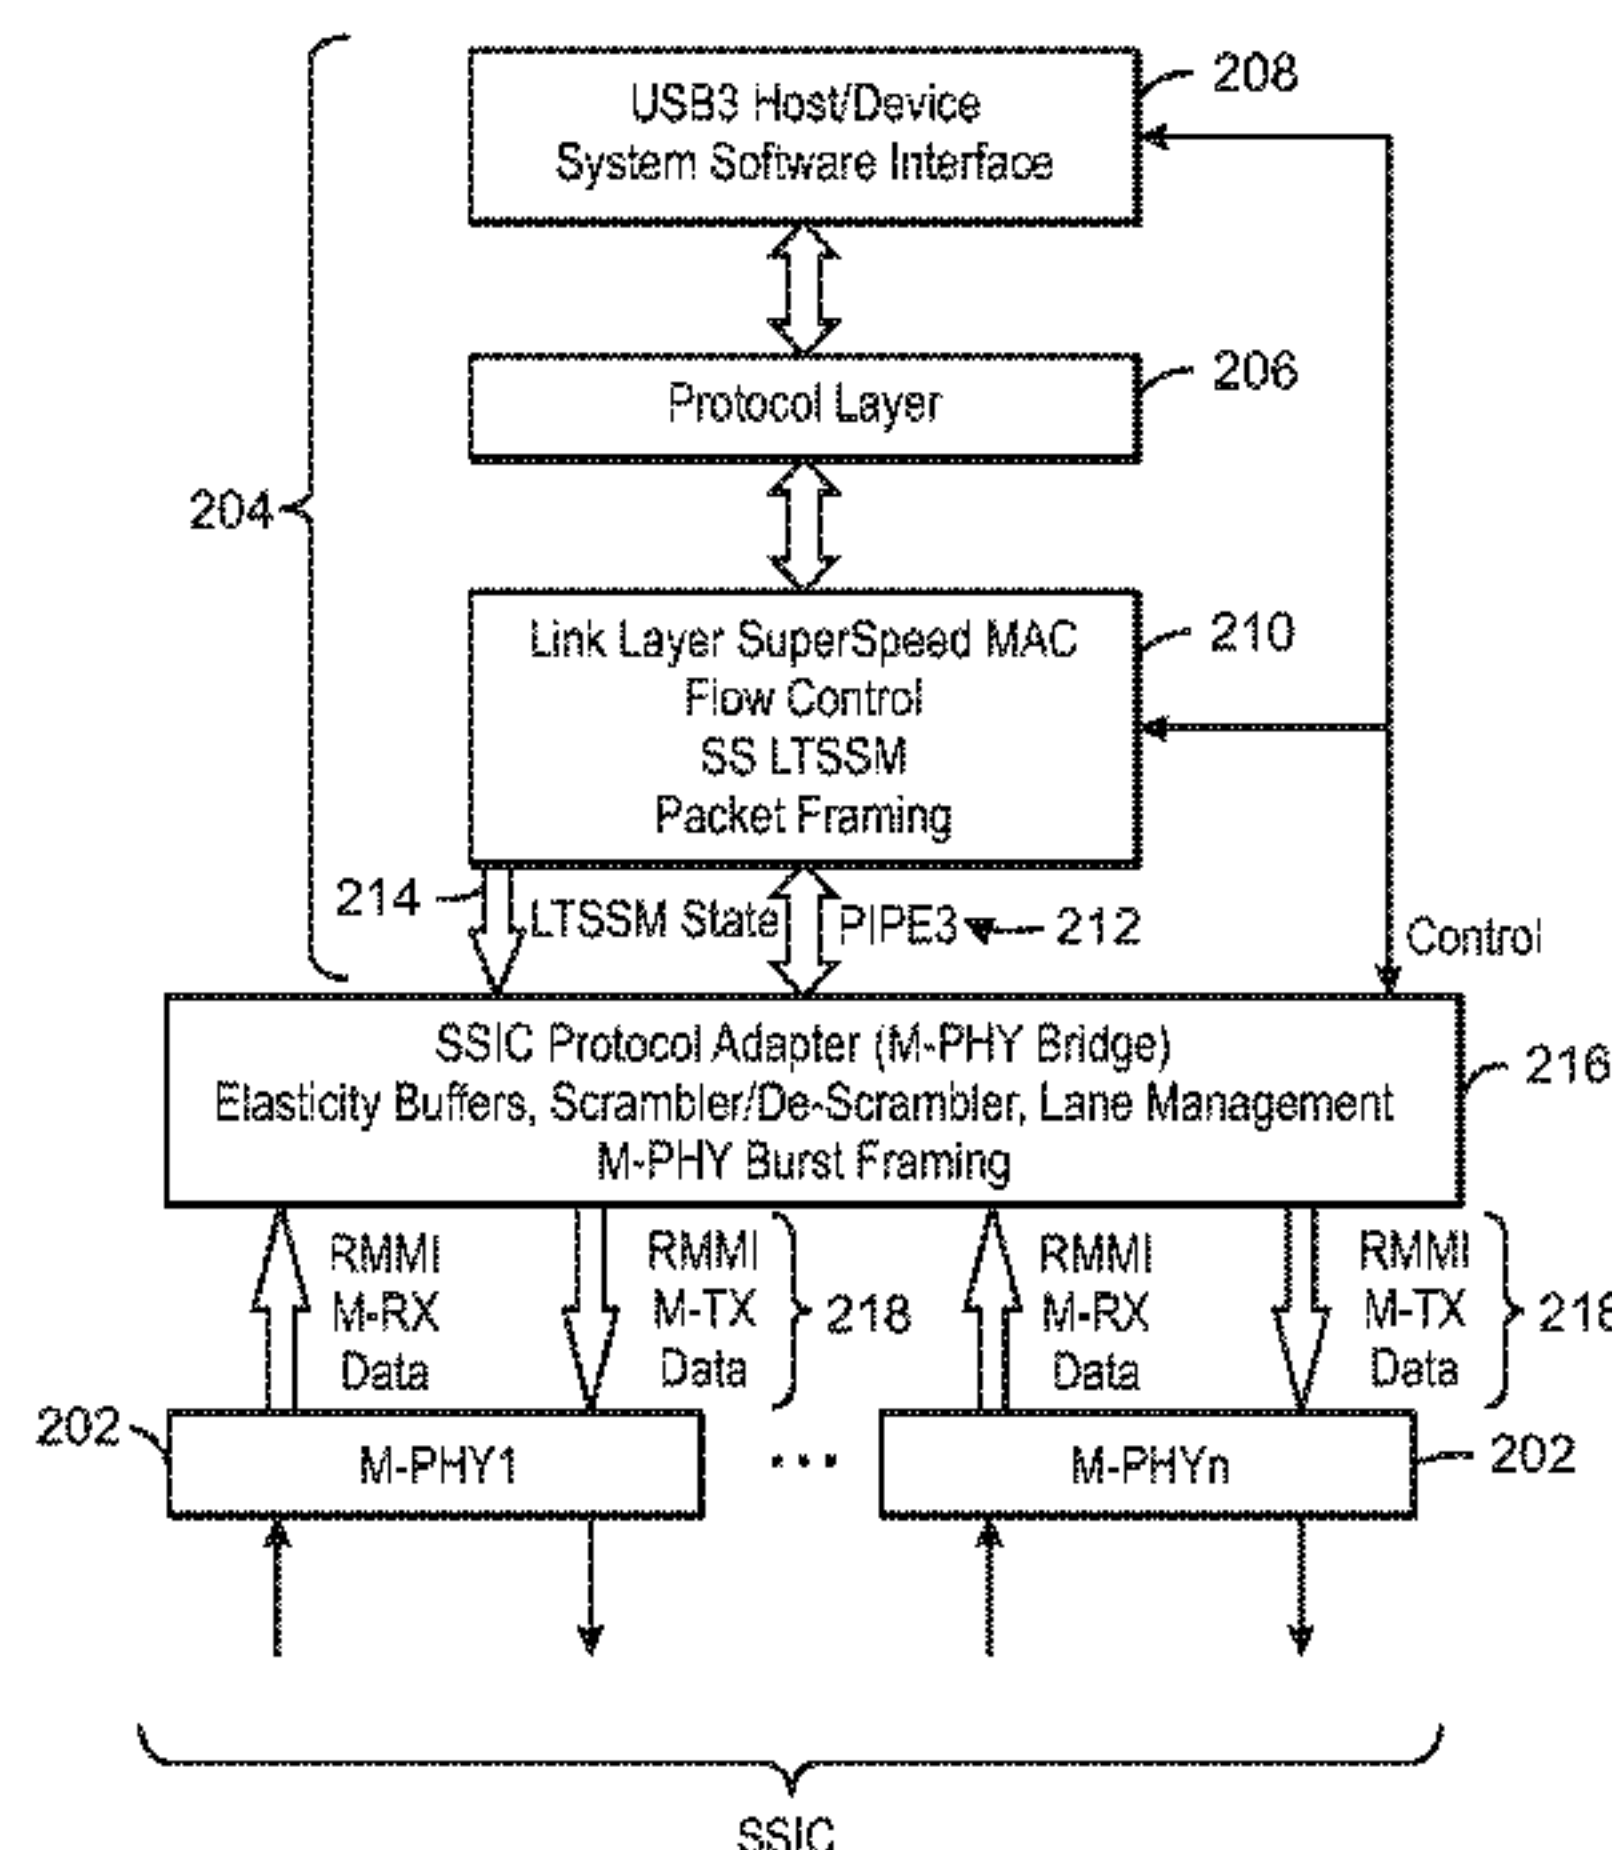 208
USB3 Host/Device
System Software Interface
206
Protocol Layer
204
210
Link Layer SuperSpeed MAC
Flow Control
SS LTSSM
Packet Framing
214
LTSSM State
PIPE3
212
Control
SSIC Protocol Adapter (M-PHY Bridge)
Elasticity Buffers, Scrambler/De-Scrambler, Lane Management
M-PHY Burst Framing
216
RMMI
M-RX
Data
RMMI
M-TX
Data
218
RMMI
M-RX
Data
RMMI
M-TX
Data
218
202
M-PHY1
...
M-PHYn
202
SSIC